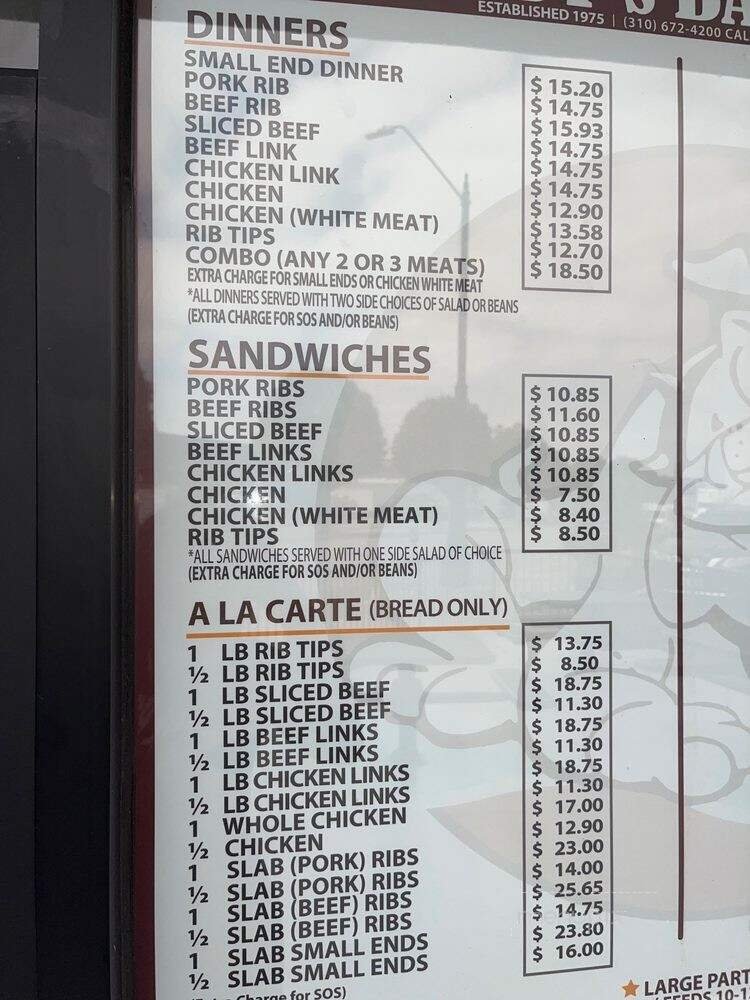 ESTABLISHED 1975 | (310) 672-4200
DINNERS
SMALL END DINNER $ 15.20
PORK RIB $ 14.75
BEEF RIB $ 15.93
SLICED BEEF $ 14.75
BEEF LINK $ 14.75
CHICKEN LINK $ 14.75
CHICKEN $ 12.90
CHICKEN (WHITE MEAT) $ 13.58
RIB TIPS $ 12.70
COMBO (ANY 2 OR 3 MEATS) $ 18.50
EXTRA CHARGE FOR SMALL ENDS OR CHICKEN WHITE MEAT
*ALL DINNERS SERVED WITH TWO SIDE CHOICES OF SALAD OR BEANS
(EXTRA CHARGE FOR SOS AND/OR BEANS)
SANDWICHES
PORK RIBS $ 10.85
BEEF RIBS $ 11.60
SLICED BEEF $ 10.85
BEEF LINKS $ 10.85
CHICKEN LINKS $ 10.85
CHICKEN $ 7.50
CHICKEN (WHITE MEAT) $ 8.40
RIB TIPS $ 8.50
*ALL SANDWICHES SERVED WITH ONE SIDE SALAD OF CHOICE
(EXTRA CHARGE FOR SOS AND/OR BEANS)
A LA CARTE (BREAD ONLY)
1 LB RIB TIPS $ 13.75
½ LB RIB TIPS $ 8.50
1 LB SLICED BEEF $ 18.75
½ LB SLICED BEEF $ 11.30
1 LB BEEF LINKS $ 18.75
½ LB BEEF LINKS $ 11.30
1 LB CHICKEN LINKS $ 18.75
½ LB CHICKEN LINKS $ 11.30
1 WHOLE CHICKEN $ 17.00
½ CHICKEN $ 12.90
1 SLAB (PORK) RIBS $ 23.00
½ SLAB (PORK) RIBS $ 14.00
1 SLAB (BEEF) RIBS $ 25.65
½ SLAB (BEEF) RIBS $ 14.75
1 SLAB SMALL ENDS $ 23.80
½ SLAB SMALL ENDS $ 16.00
Charge for SOS)
LARGE PART